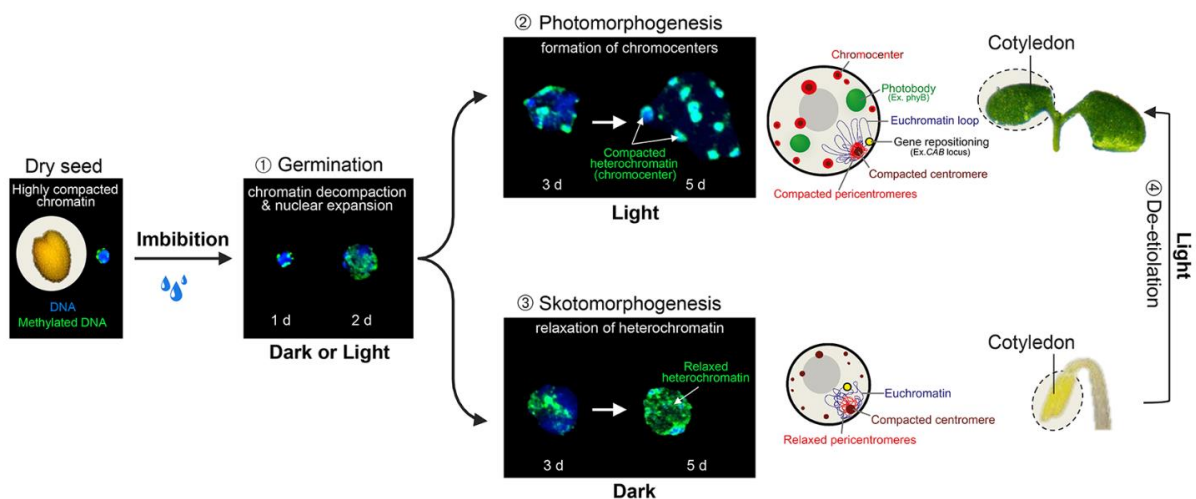 Dry seed
Highly compacted
chromatin
DNA
Methylated DNA
Imbibition
① Germination
chromatin decompaction
& nuclear expansion
1 d
2 d
Dark or Light
② Photomorphogenesis
formation of chromocenters
Compacted
heterochromatin
(chromocenter)
3 d
5 d
Light
Chromocenter
Photobody
(Ex. phyB)
Euchromatin loop
Gene repositioning
(Ex.CAB locus)
Compacted centromere
Compacted pericentromeres
Cotyledon
③ Skotomorphogenesis
relaxation of heterochromatin
Relaxed
heterochromatin
3 d
5 d
Dark
Euchromatin
Compacted centromere
Relaxed pericentromeres
Cotyledon
④ De-etiolation
Light